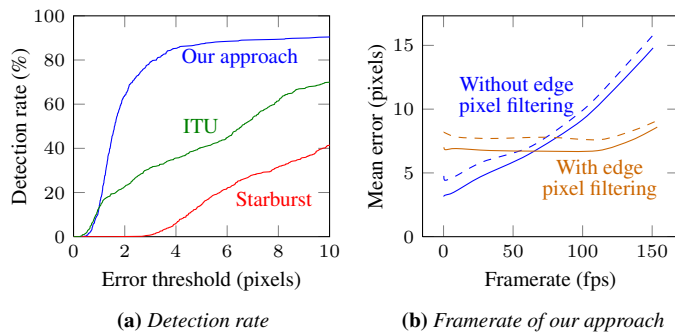 Detection rate (%)
100
80
60
40
20
0
Our approach
ITU
Starburst
0 2 4 6 8 10
Error threshold (pixels)
(a) Detection rate
Mean error (pixels)
15
10
5
0
Without edge
pixel filtering
With edge
pixel filtering
0 50 100 150
Framerate (fps)
(b) Framerate of our approach